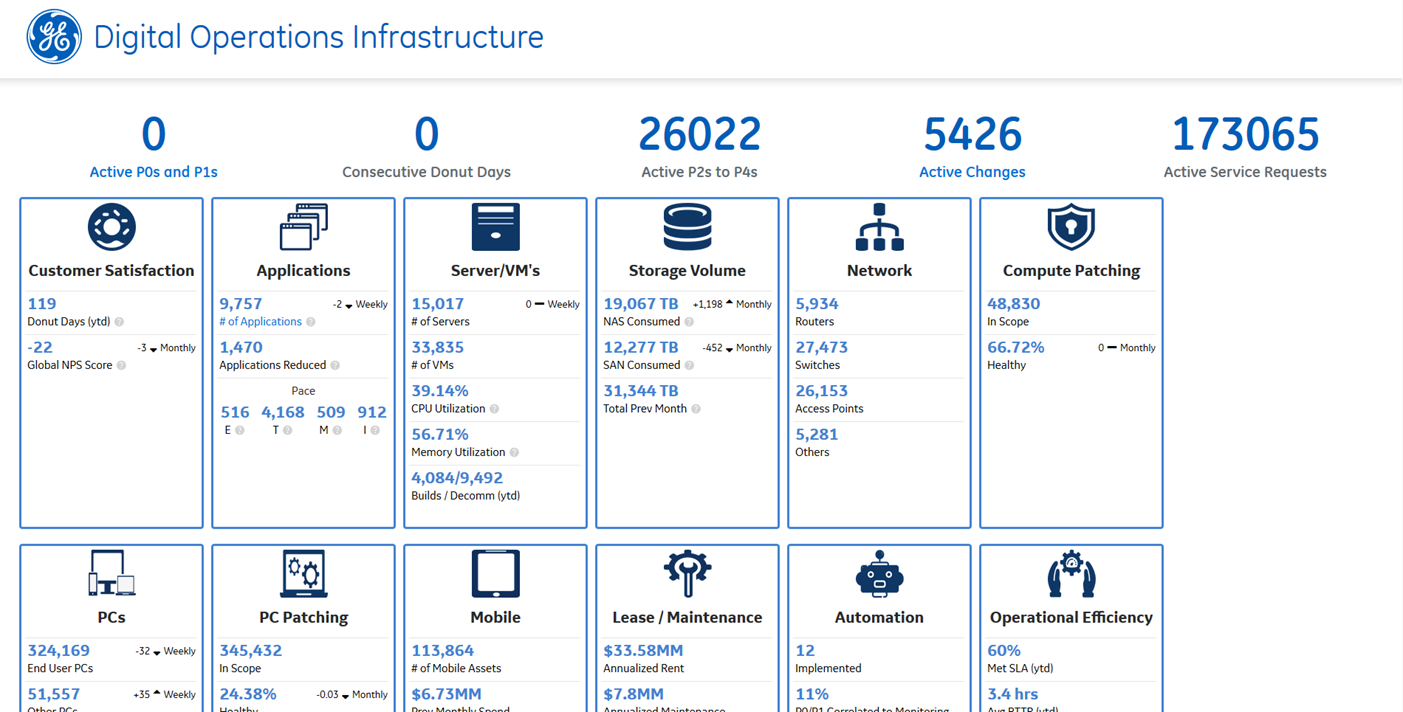 Digital Operations Infrastructure
0 0 26022 5426 173065
Active P0s and P1s Consecutive Donut Days Active P2s to P4s Active Changes Active Service Requests
Customer Satisfaction
119
Donut Days (ytd)
-22 -3 Monthly
Global NPS Score
Applications
9,757 -2 Weekly
# of Applications
1,470
Applications Reduced
Pace
516 4,168 509 912
E T M I
Server/VM's
15,017 0 Weekly
# of Servers
33,835
# of VMs
39.14%
CPU Utilization
56.71%
Memory Utilization
4,084/9,492
Builds / Decomm (ytd)
Storage Volume
19,067 TB +1,198 Monthly
NAS Consumed
12,277 TB -452 Monthly
SAN Consumed
31,344 TB
Total Prev Month
Network
5,934
Routers
27,473
Switches
26,153
Access Points
5,281
Others
Compute Patching
48,830
In Scope
66.72% 0 Monthly
Healthy
PCs
324,169 -32 Weekly
End User PCs
51,557 +35 Weekly
Other PCs
PC Patching
345,432
In Scope
24.38% -0.03 Monthly
Healthy
Mobile
113,864
# of Mobile Assets
$6.73MM
Prev Monthly Spend
Lease / Maintenance
$33.58MM
Annualized Rent
$7.8MM
Annualized Maintenance
Automation
12
Implemented
11%
P0/P1 Correlated to Monitoring
Operational Efficiency
60%
Met SLA (ytd)
3.4 hrs
Avg RTTR (ytd)